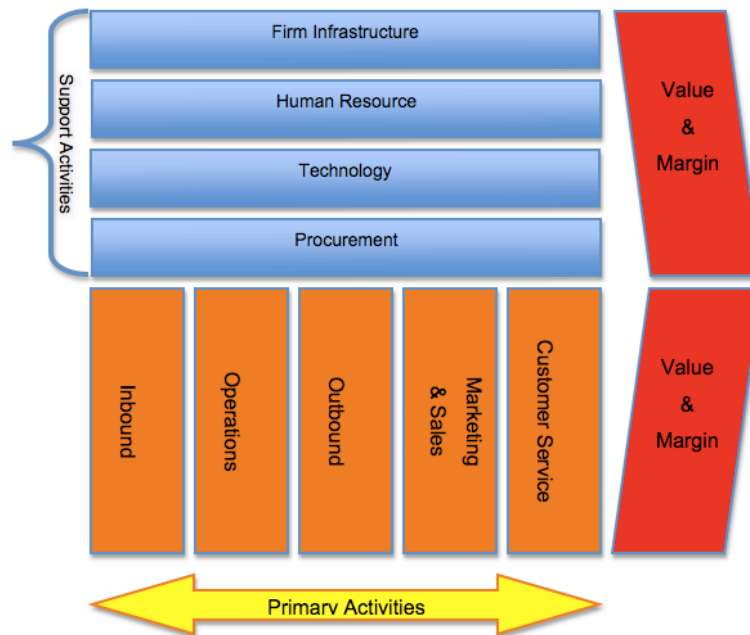 Firm Infrastructure
Human Resource
Technology
Procurement
Support Activities
Value
&
Margin
Inbound
Operations
Outbound
Marketing
& Sales
Customer Service
Value
&
Margin
Primary Activities